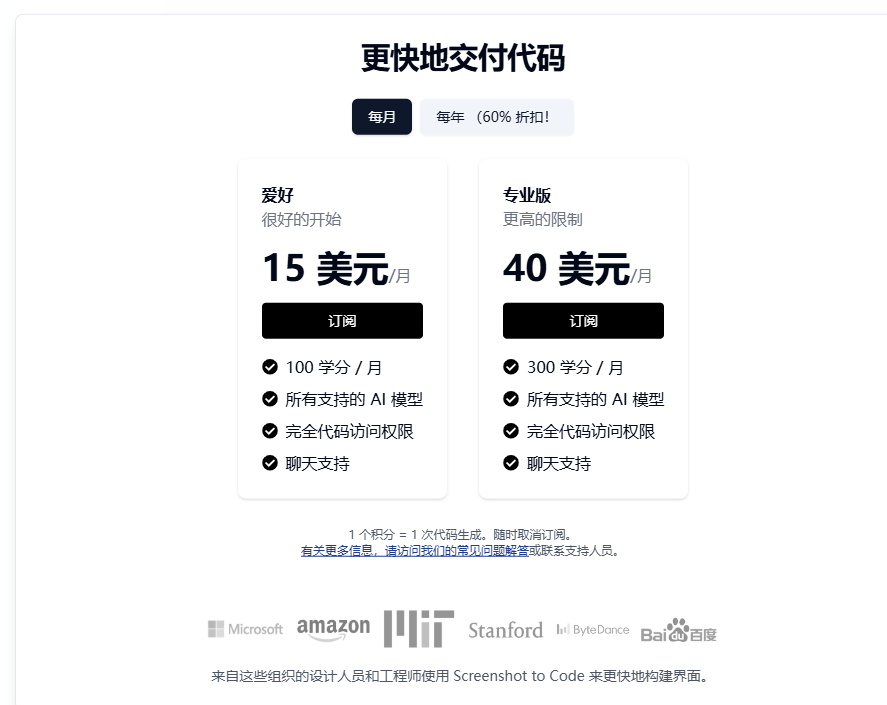 更快地交付代码
每月 每年 （60% 折扣！
爱好
很好的开始
15 美元/月
订阅
100 学分 / 月
所有支持的 AI 模型
完全代码访问权限
聊天支持
专业版
更高的限制
40 美元/月
订阅
300 学分 / 月
所有支持的 AI 模型
完全代码访问权限
聊天支持
1 个积分 = 1 次代码生成。随时取消订阅。
有关更多信息，请访问我们的常见问题解答或联系支持人员。
Microsoft amazon MIT Stanford ByteDance Bai du 百度
来自这些组织的设计人员和工程师使用 Screenshot to Code 来更快地构建界面。